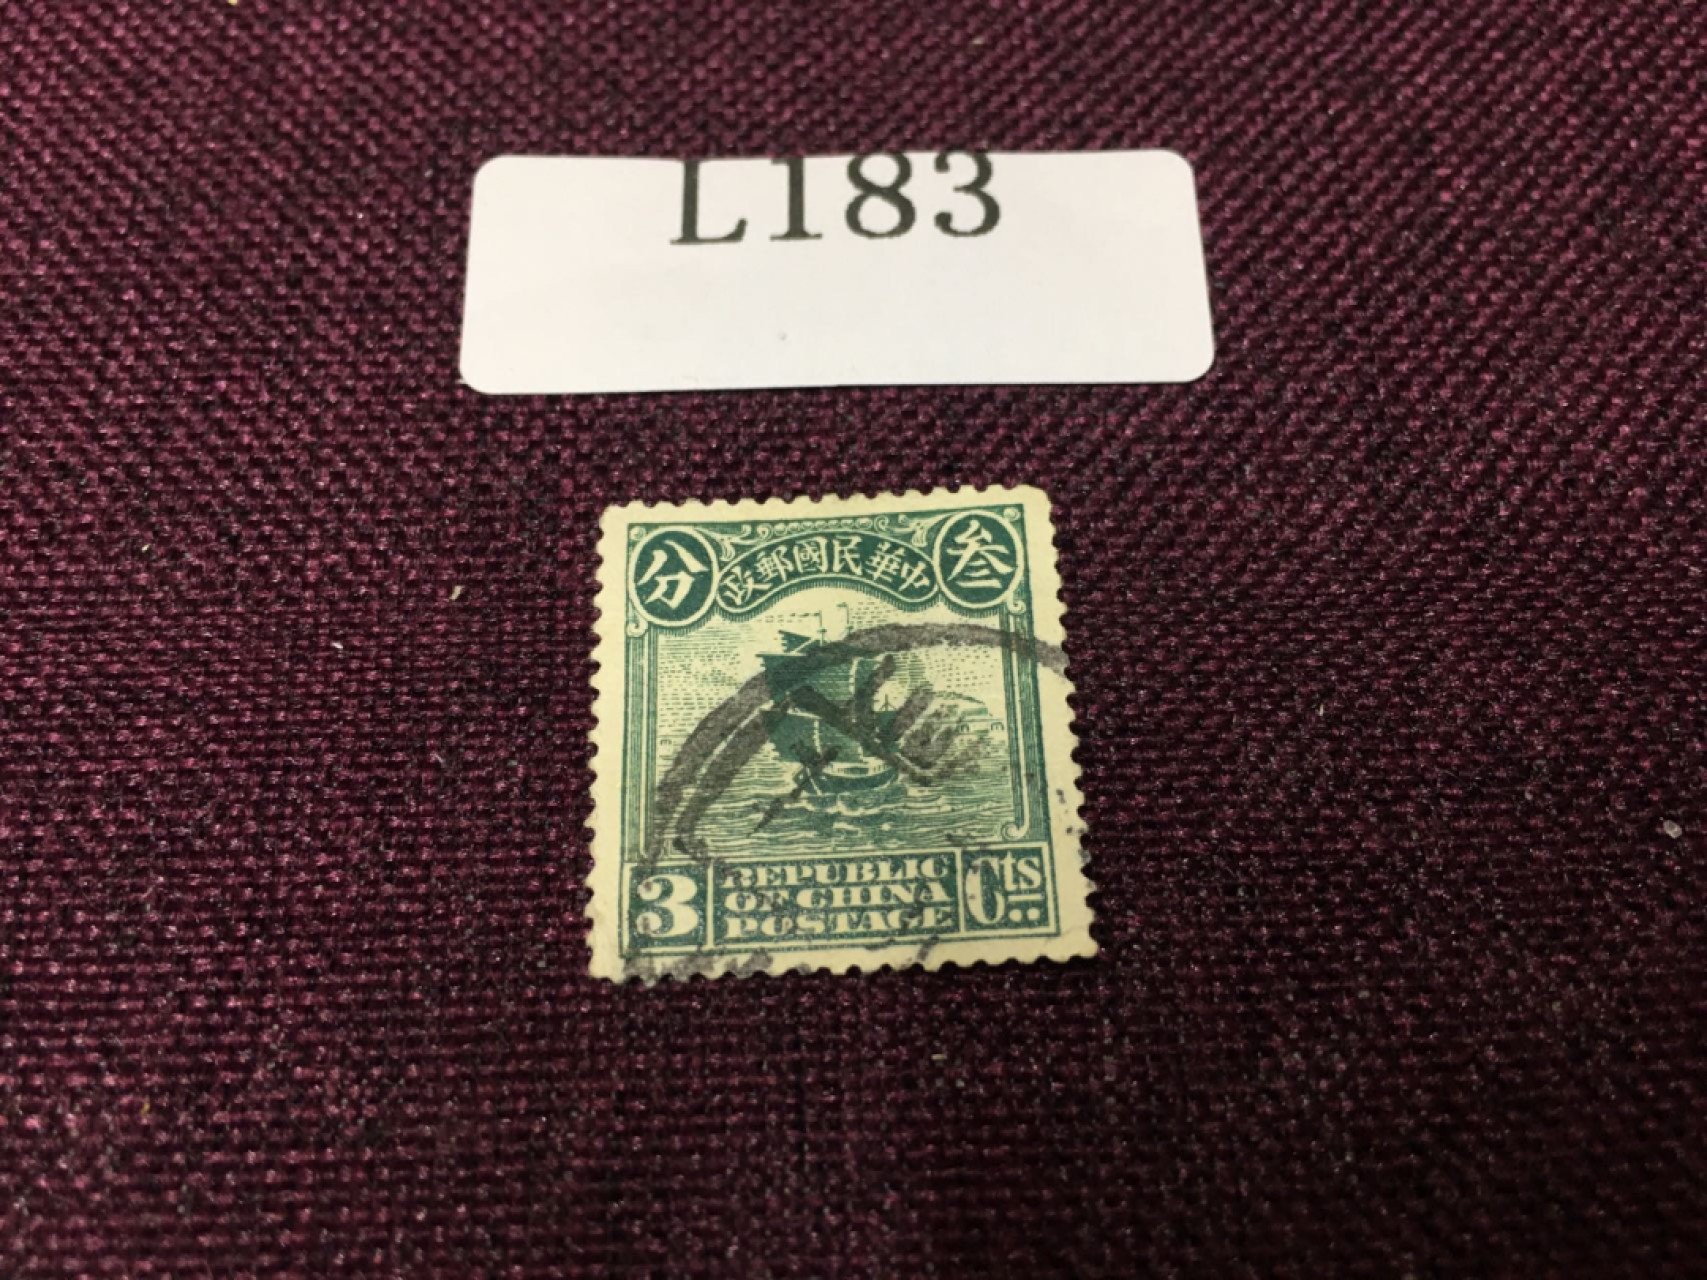 L183
分 中華民國郵政 叁
3 REPUBLIC Cts
OF CHINA
POSTAGE